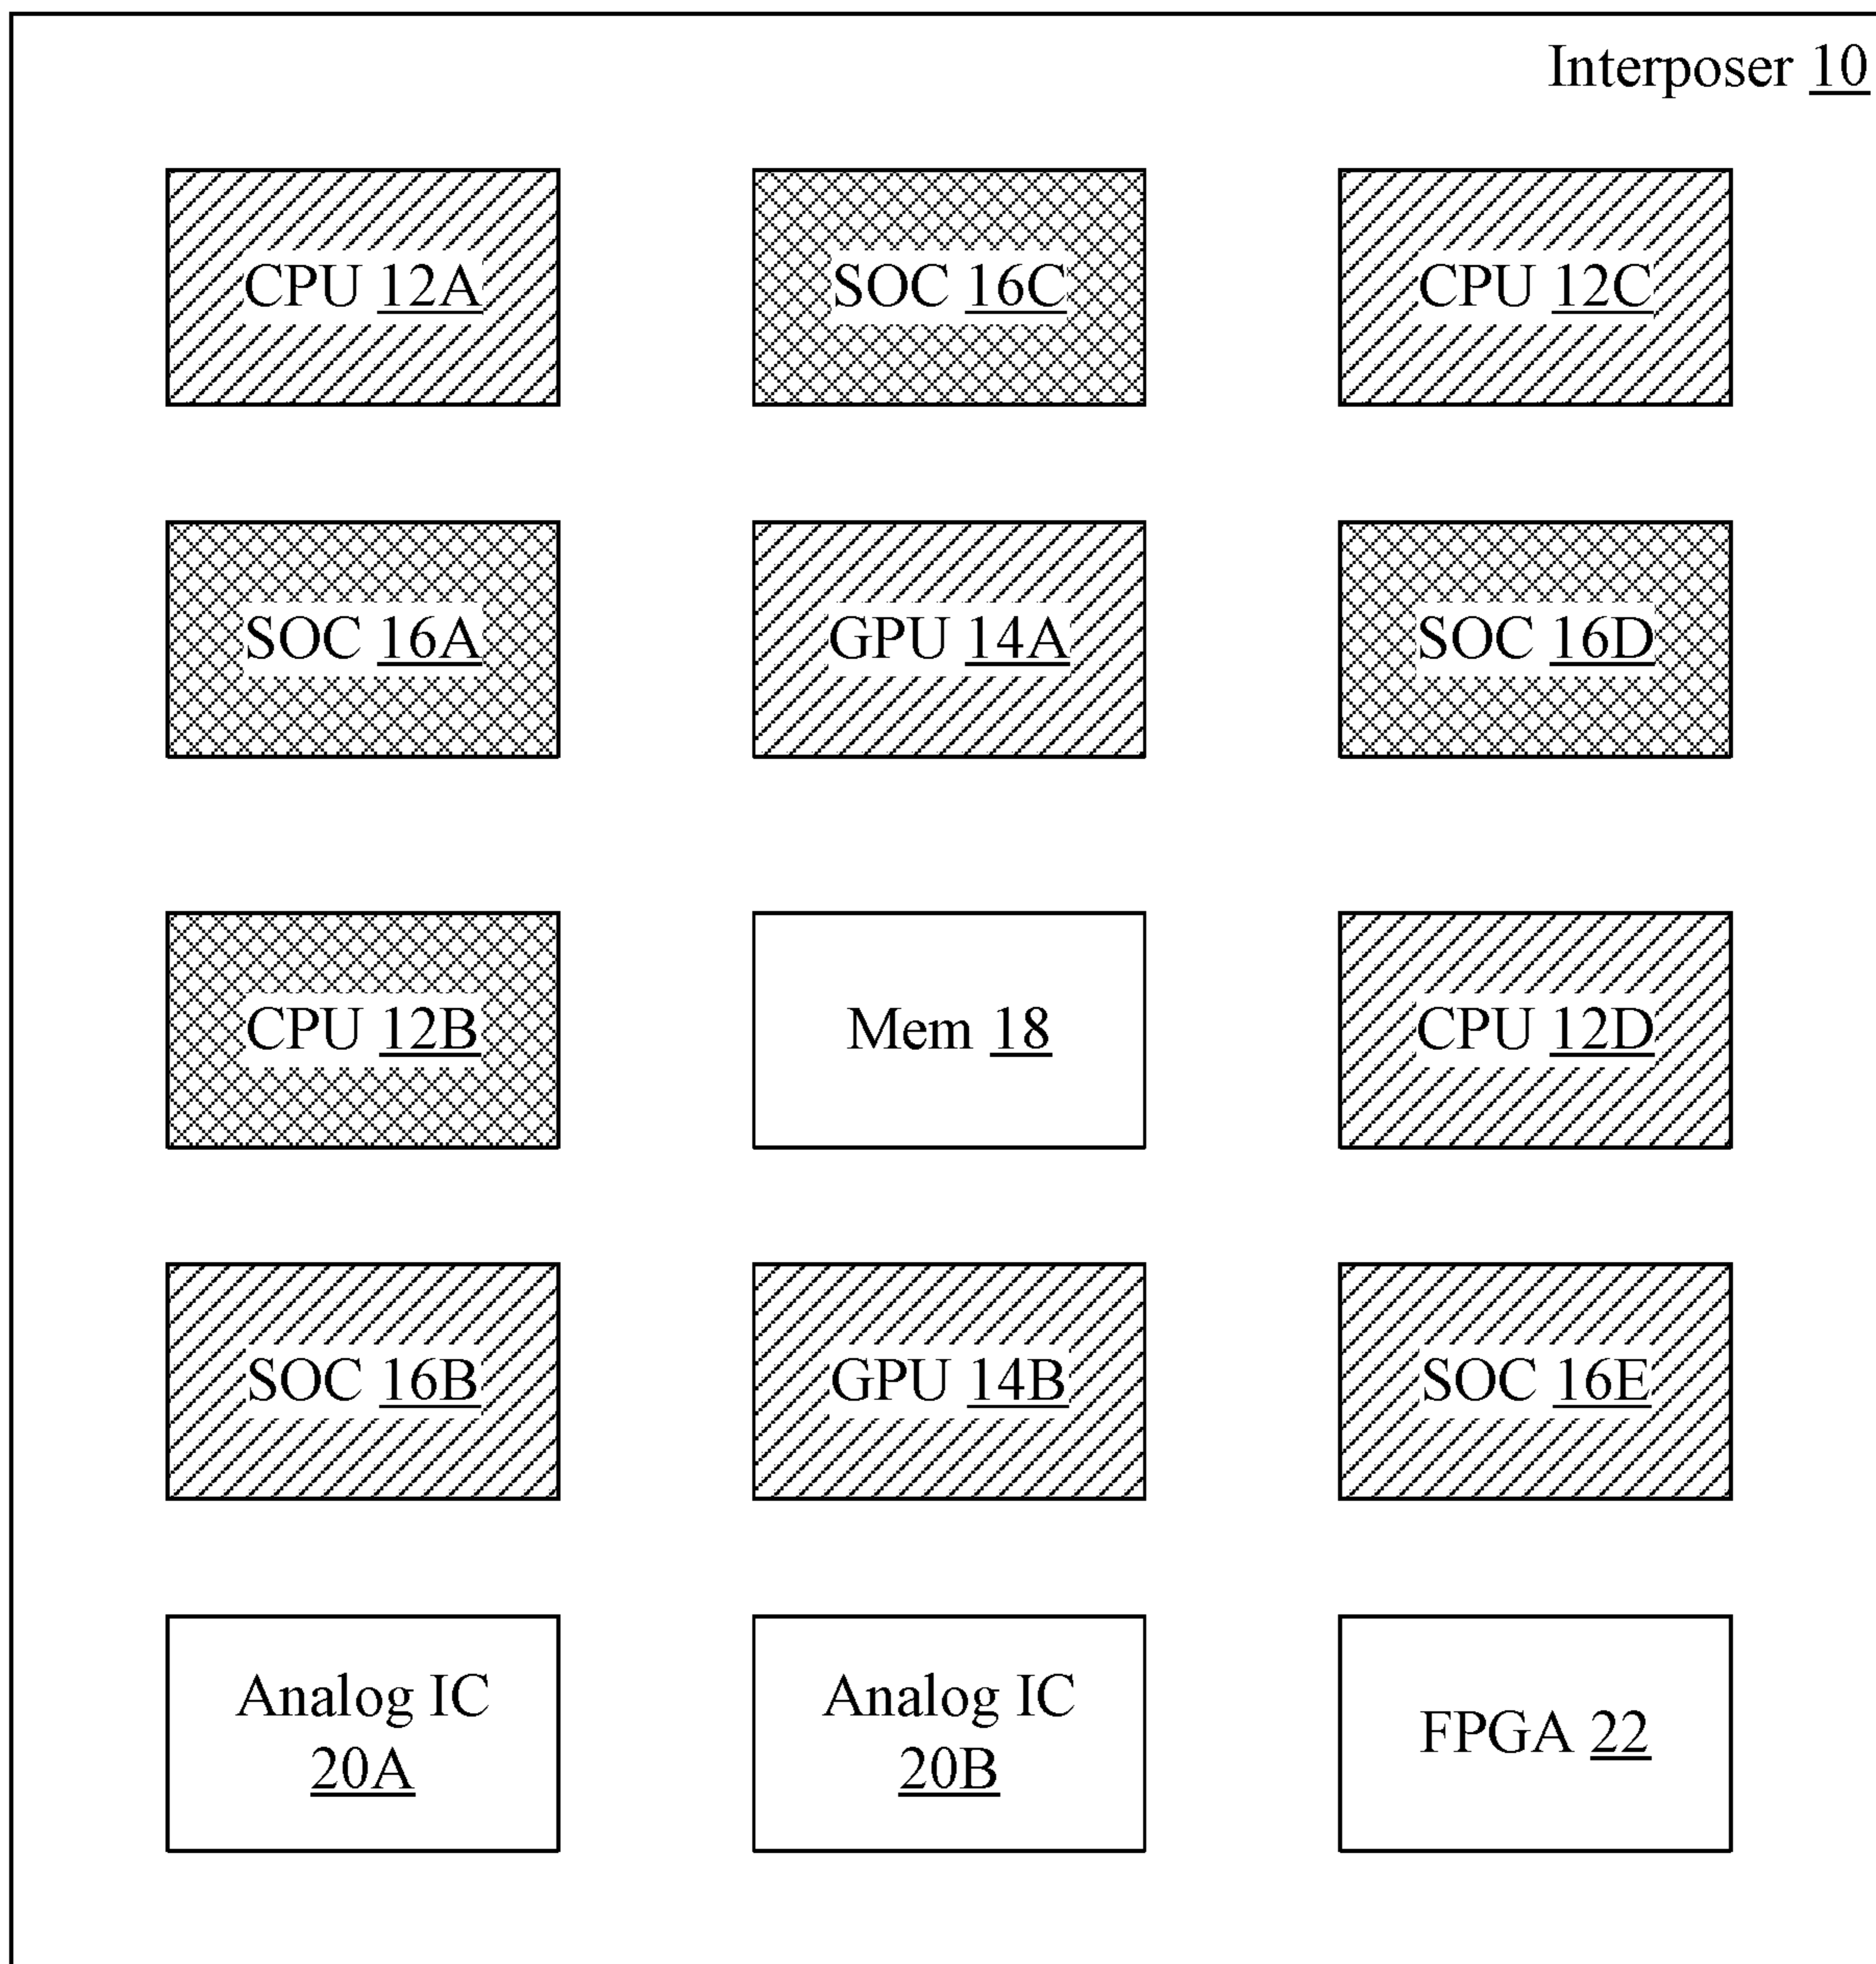 Interposer 10
CPU 12A
SOC 16C
CPU 12C
SOC 16A
GPU 14A
SOC 16D
CPU 12B
Mem 18
CPU 12D
SOC 16B
GPU 14B
SOC 16E
Analog IC
20A
Analog IC
20B
FPGA 22